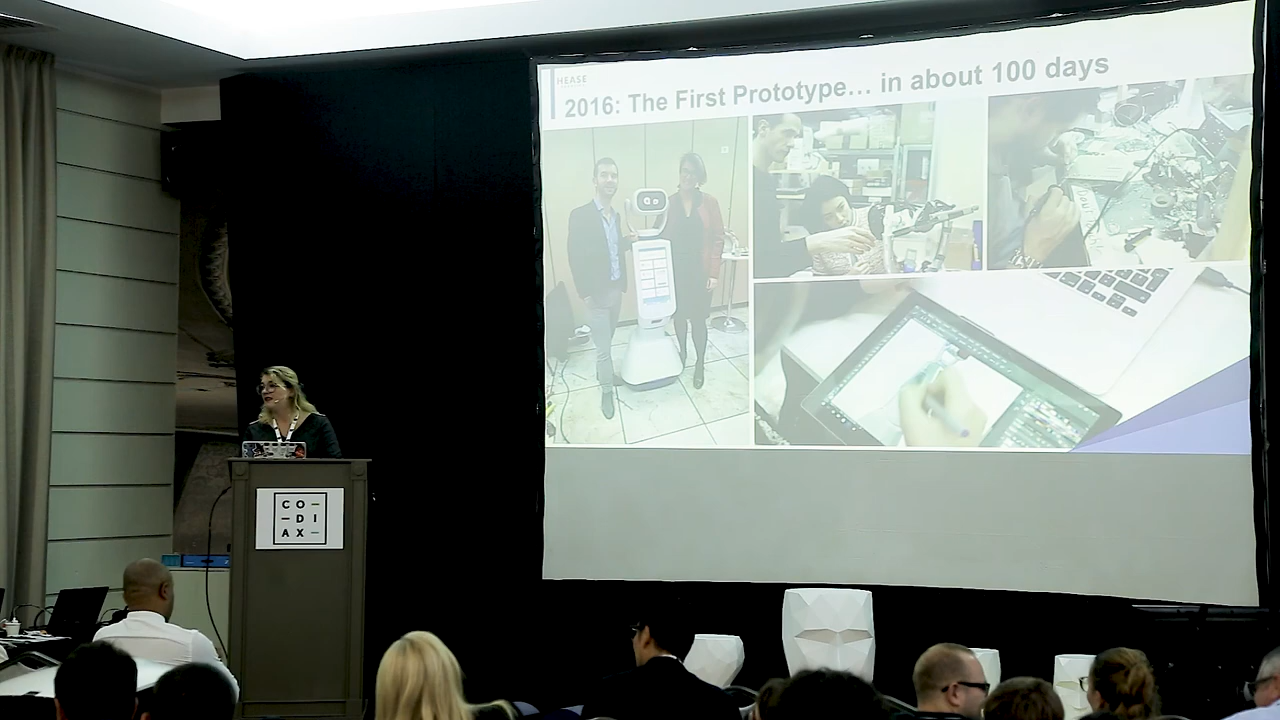 HEASE
2016: The First Prototype... in about 100 days
CO–
–DI
AX–